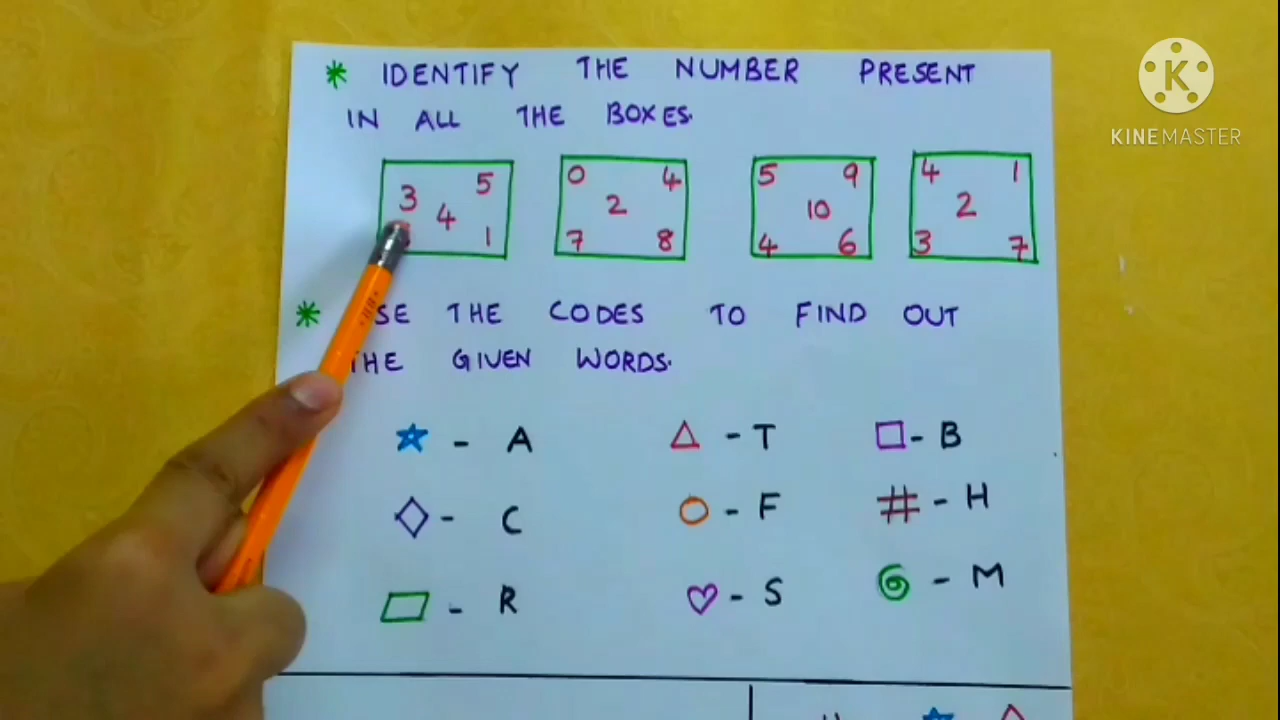 * IDENTIFY THE NUMBER PRESENT
IN ALL THE BOXES.
3 5 4 1
0 4 2 7 8
5 9 10 4 6
4 1 2 3 7
* SE THE CODES TO FIND OUT
THE GIVEN WORDS.
- A - T - B
- C - F # - H
- R - S - M
K
KINEMASTER